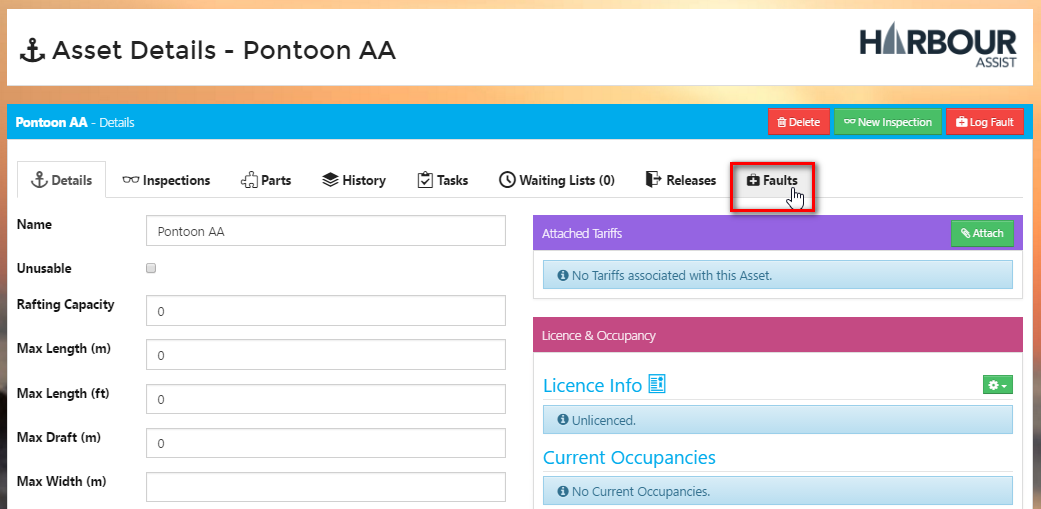 Asset Details - Pontoon AA
HARBOUR
ASSIST
Pontoon AA - Details
Delete
New Inspection
Log Fault
Details
Inspections
Parts
History
Tasks
Waiting Lists (0)
Releases
Faults
Name
Pontoon AA
Unusable
Rafting Capacity
0
Max Length (m)
0
Max Length (ft)
0
Max Draft (m)
0
Max Width (m)
Attached Tariffs
Attach
No Tariffs associated with this Asset.
Licence & Occupancy
Licence Info
Unlicenced.
Current Occupancies
No Current Occupancies.